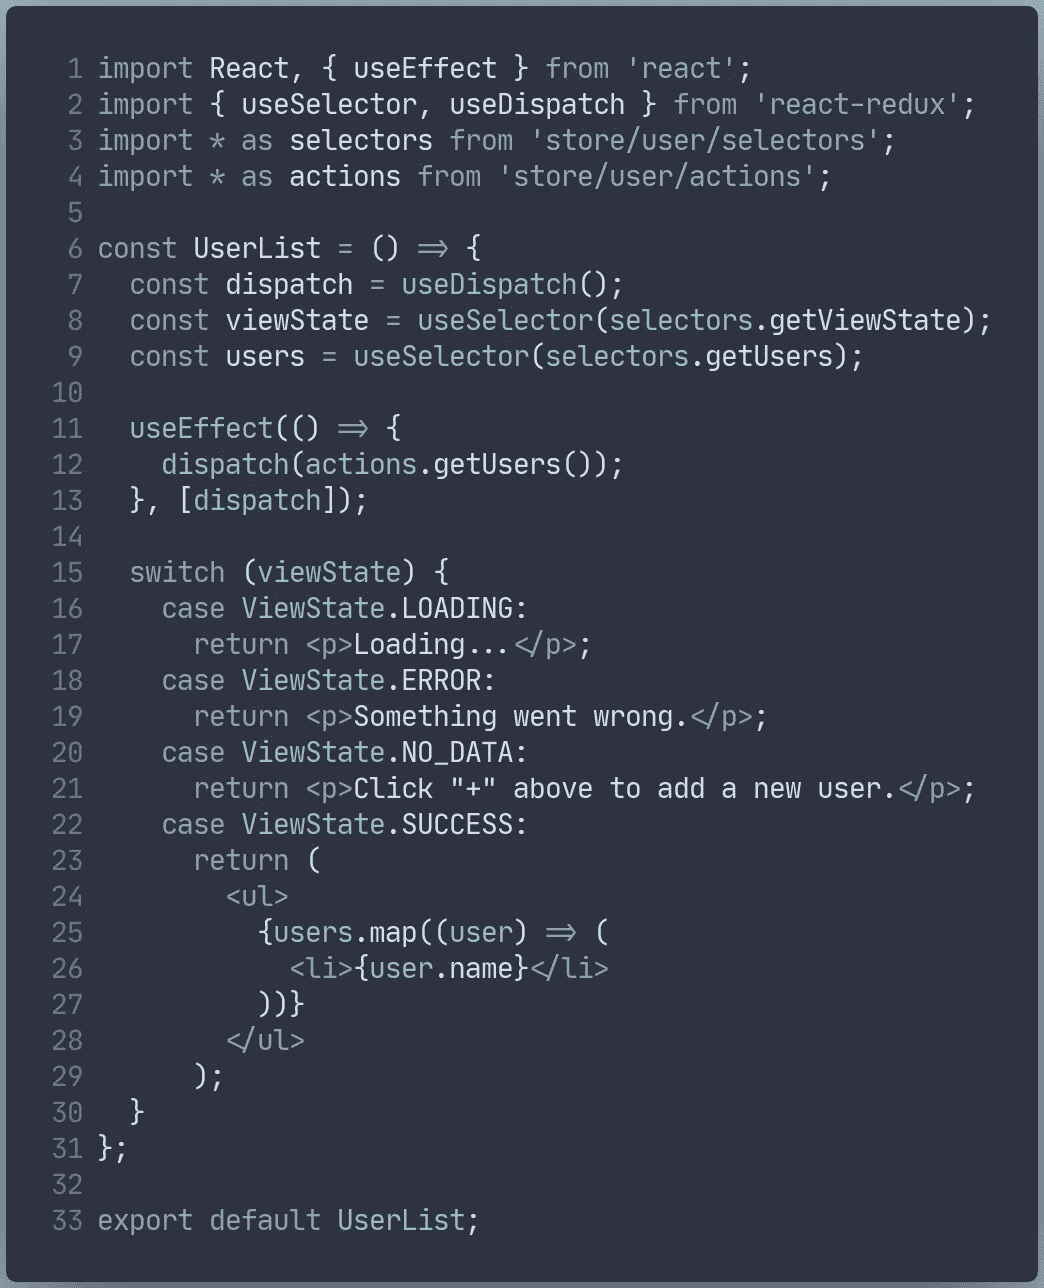 1 import React, { useEffect } from 'react';
2 import { useSelector, useDispatch } from 'react-redux';
3 import * as selectors from 'store/user/selectors';
4 import * as actions from 'store/user/actions';
5
6 const UserList = () => {
7   const dispatch = useDispatch();
8   const viewState = useSelector(selectors.getViewState);
9   const users = useSelector(selectors.getUsers);
10
11   useEffect(() => {
12     dispatch(actions.getUsers());
13   }, [dispatch]);
14
15   switch (viewState) {
16     case ViewState.LOADING:
17       return <p>Loading...</p>;
18     case ViewState.ERROR:
19       return <p>Something went wrong.</p>;
20     case ViewState.NO_DATA:
21       return <p>Click "+" above to add a new user.</p>;
22     case ViewState.SUCCESS:
23       return (
24         <ul>
25           {users.map((user) => (
26             <li>{user.name}</li>
27           ))}
28         </ul>
29       );
30   }
31 };
32
33 export default UserList;